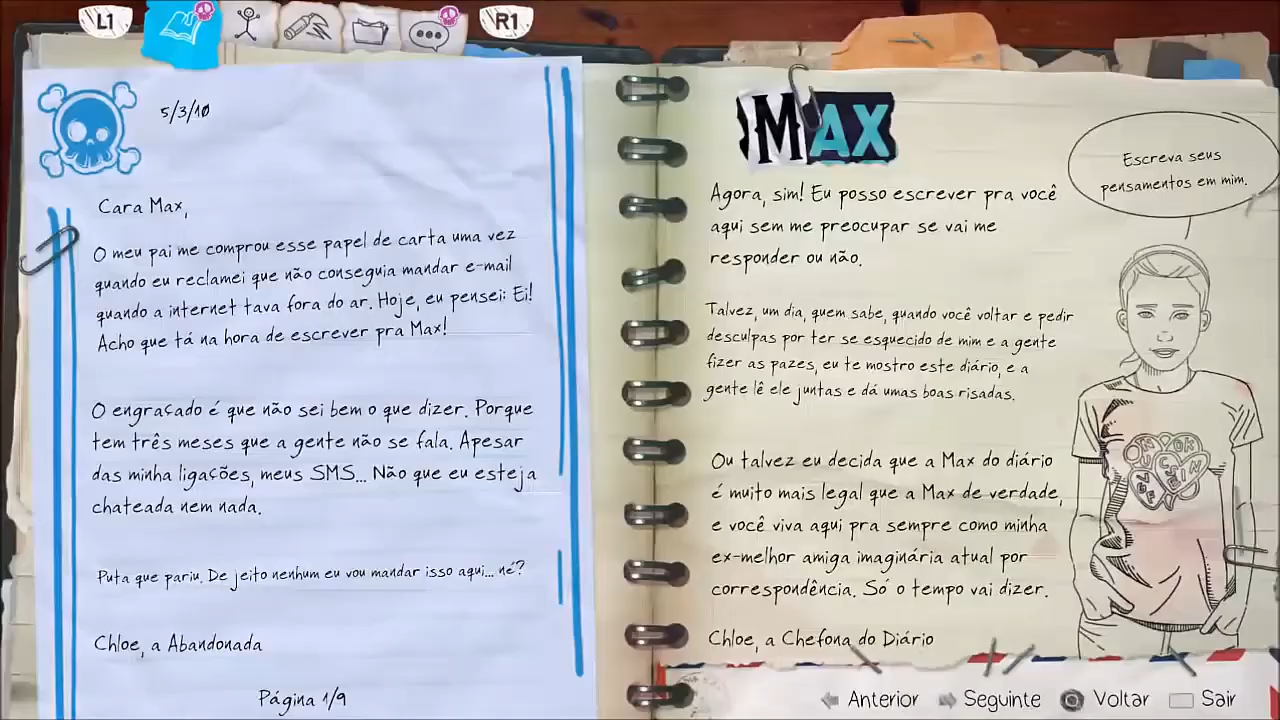 L1
R1
5/3/10
Cara Max,
O meu pai me comprou esse papel de carta uma vez
quando eu reclamei que não conseguia mandar e-mail
quando a internet tava fora do ar. Hoje, eu pensei: Ei!
Acho que tá na hora de escrever pra Max!
O engraçado é que não sei bem o que dizer. Porque
tem três meses que a gente não se fala. Apesar
das minha ligações, meus SMS... Não que eu esteja
chateada nem nada.
Puta que pariu. De jeito nenhum eu vou mandar isso aqui... né?
Chloe, a Abandonada
Página 1/9
MAX
Agora, sim! Eu posso escrever pra você
aqui sem me preocupar se vai me
responder ou não.
Talvez, um dia, quem sabe, quando você voltar e pedir
desculpas por ter se esquecido de mim e a gente
fizer as pazes, eu te mostro este diário, e a
gente lê ele juntas e dá umas boas risadas.
Ou talvez eu decida que a Max do diário
é muito mais legal que a Max de verdade,
e você viva aqui pra sempre como minha
ex-melhor amiga imaginária atual por
correspondência. Só o tempo vai dizer.
Chloe, a Chefona do Diário
Escreva seus
pensamentos em mim.
Anterior
Seguinte
Voltar
Sair